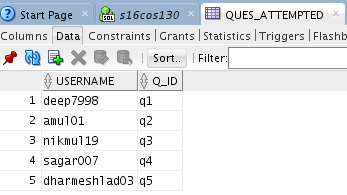 Start Page s16cos130 QUES_ATTEMPTED
Columns Data Constraints Grants Statistics Triggers Flashb
Sort.. Filter:
USERNAME Q_ID
1 deep7998 q1
2 amul01 q2
3 nikmul19 q3
4 sagar007 q4
5 dharmeshlad03 q5